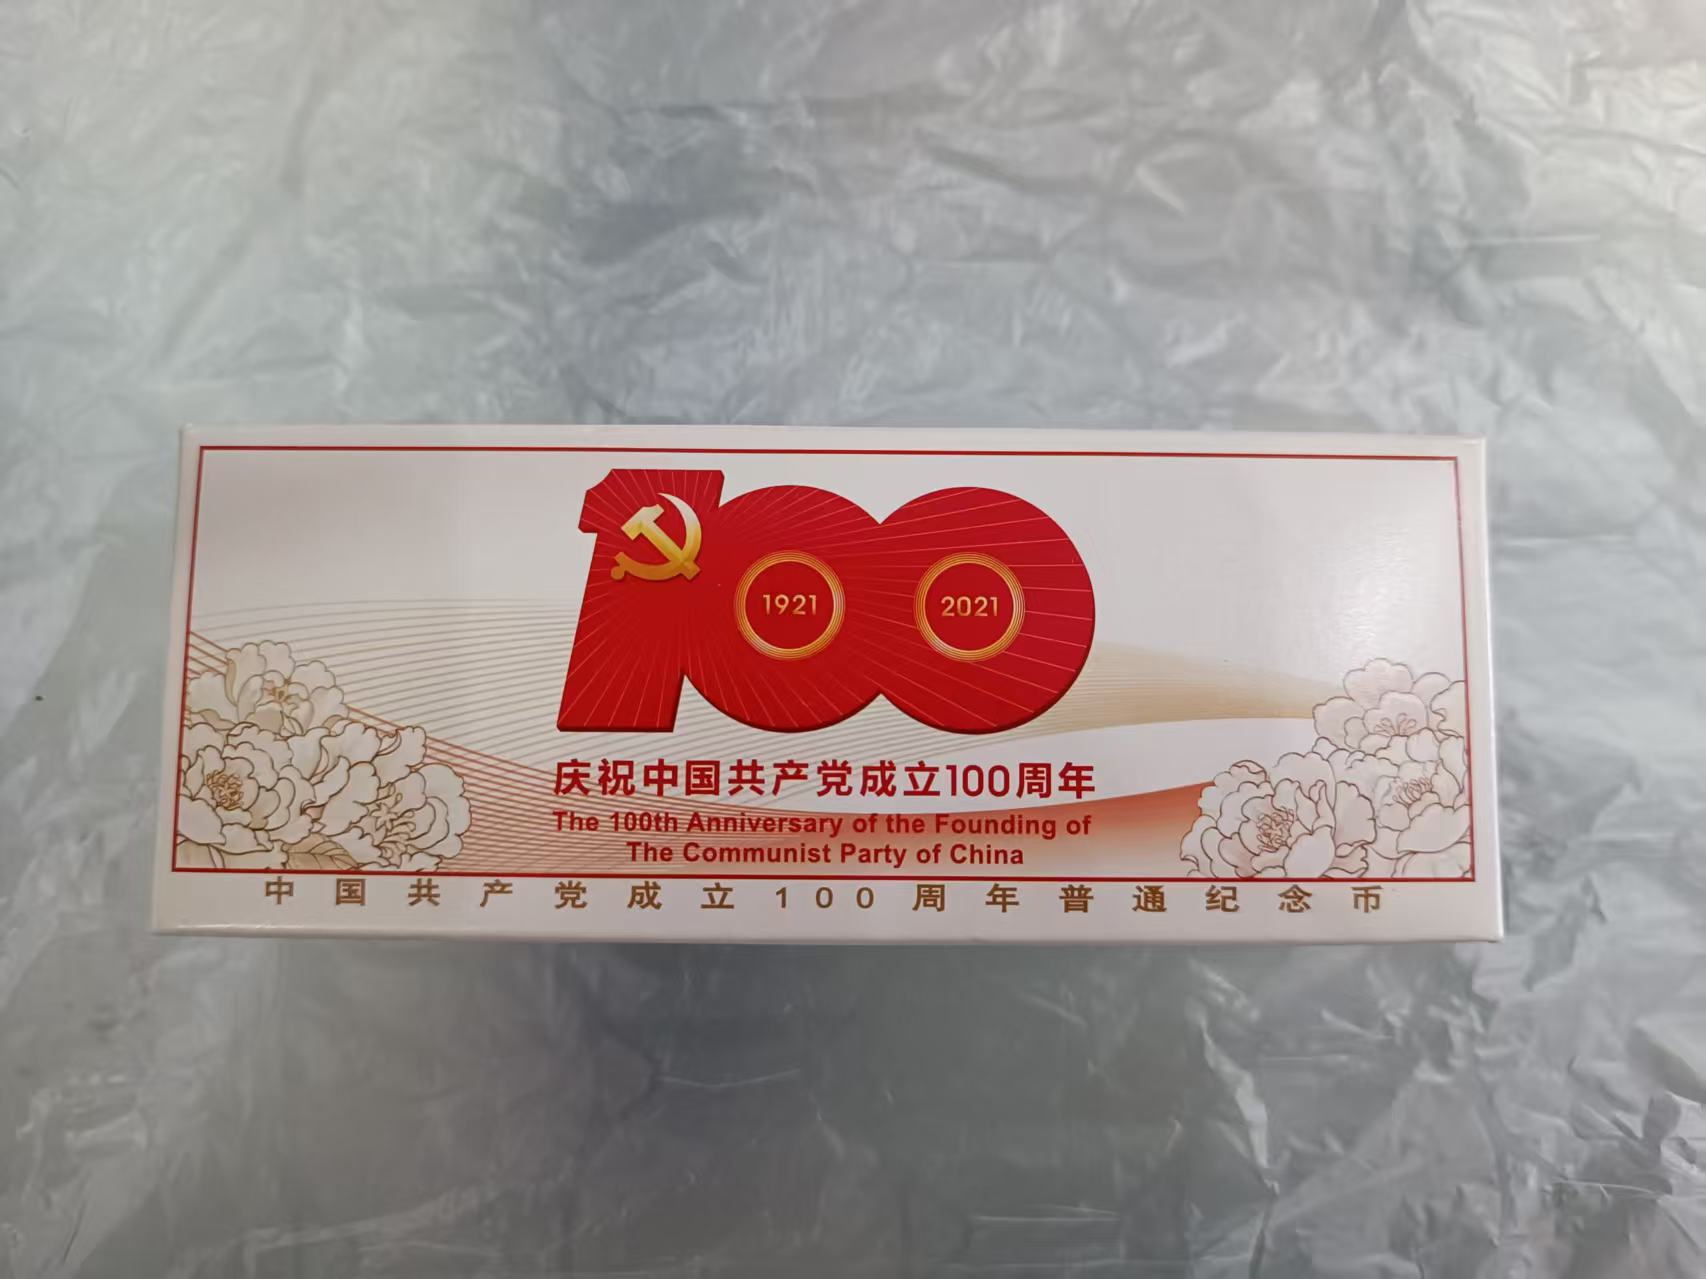 100
1921
2021
庆祝中国共产党成立100周年
The 100th Anniversary of the Founding of
The Communist Party of China
中国共产党成立100周年普通纪念币